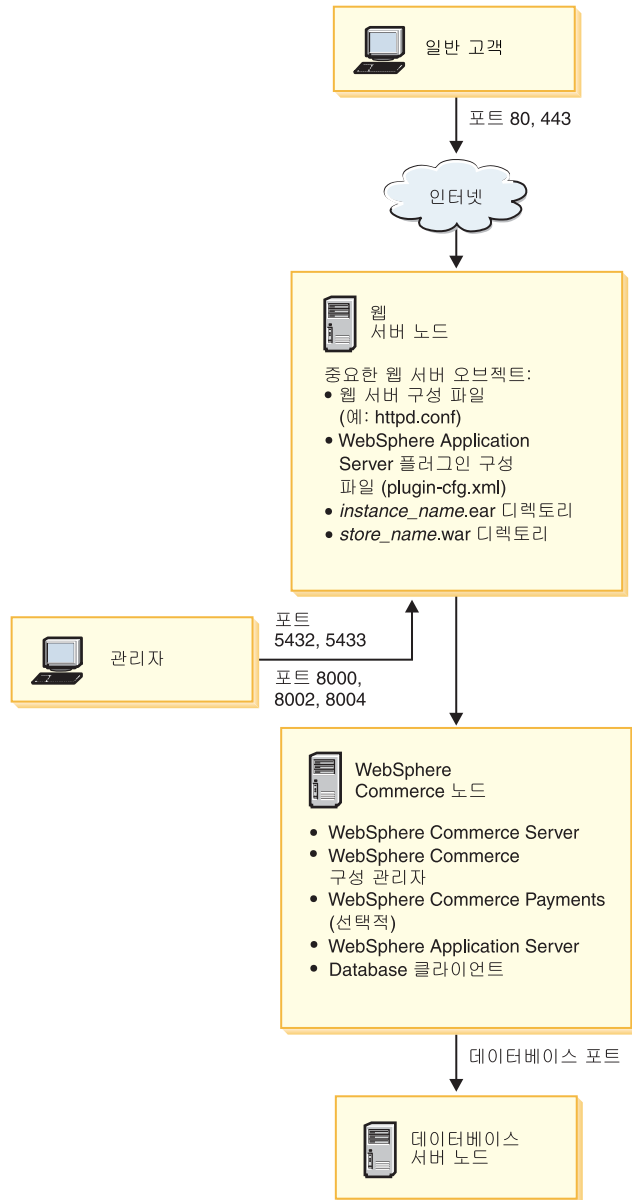 일반 고객
포트 80, 443
인터넷
웹
서버 노드
중요한 웹 서버 오브젝트:
• 웹 서버 구성 파일
(예: httpd.conf)
• WebSphere Application
Server 플러그인 구성
파일 (plugin-cfg.xml)
• instance_name.ear 디렉토리
• store_name.war 디렉토리
포트
5432, 5433
관리자
포트 8000,
8002, 8004
WebSphere
Commerce 노드
• WebSphere Commerce Server
• WebSphere Commerce
구성 관리자
• WebSphere Commerce Payments
(선택적)
• WebSphere Application Server
• Database 클라이언트
데이터베이스 포트
데이터베이스
서버 노드